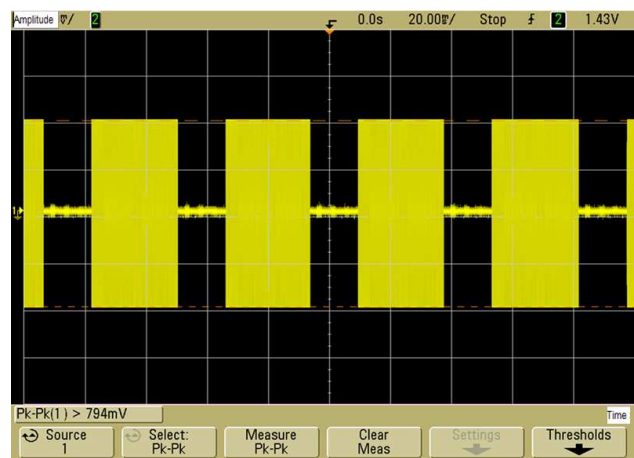 Amplitude 2 0.0s 20.00 / Stop 2 1.43V
1
Pk-Pk(1) > 794mV
Time
Source
1
Select:
Pk-Pk
Measure
Pk-Pk
Clear
Meas
Settings
Thresholds